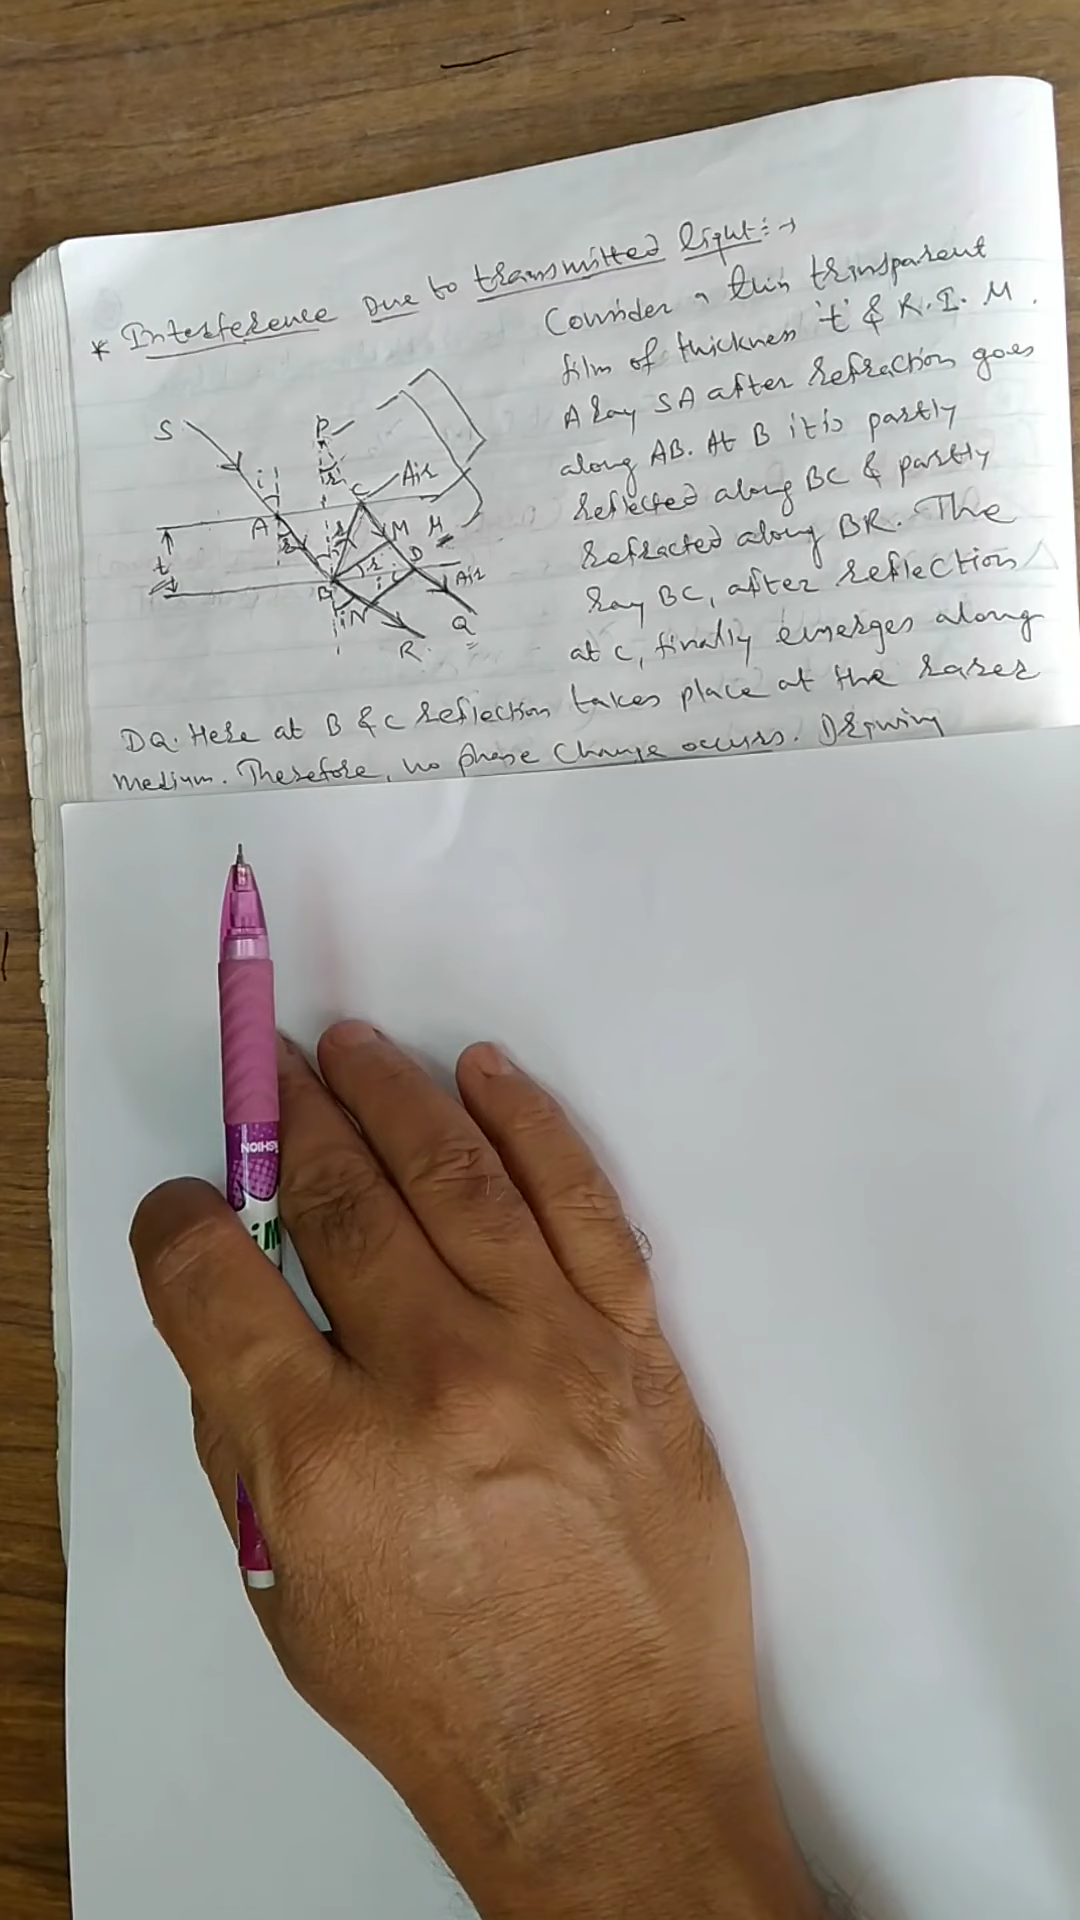 * Interference Due to transmitted light :→
Consider a thin transparent
film of thickness 't' & R.I. M.
A Ray SA after Refraction goes
along AB. At B it is partly
Reflected along BC & partly
Refracted along BR. The
Ray BC, after reflection
at C, finally emerges along
DQ. Here at B & C Reflection takes place at the rarer
medium. Therefore, no phase Change occurs. Drawing
S
P
i
r
C
Air
A
r
r
M
M
t
D
B
r
i
L
Air
i
N
Q
R
FASHION
iM